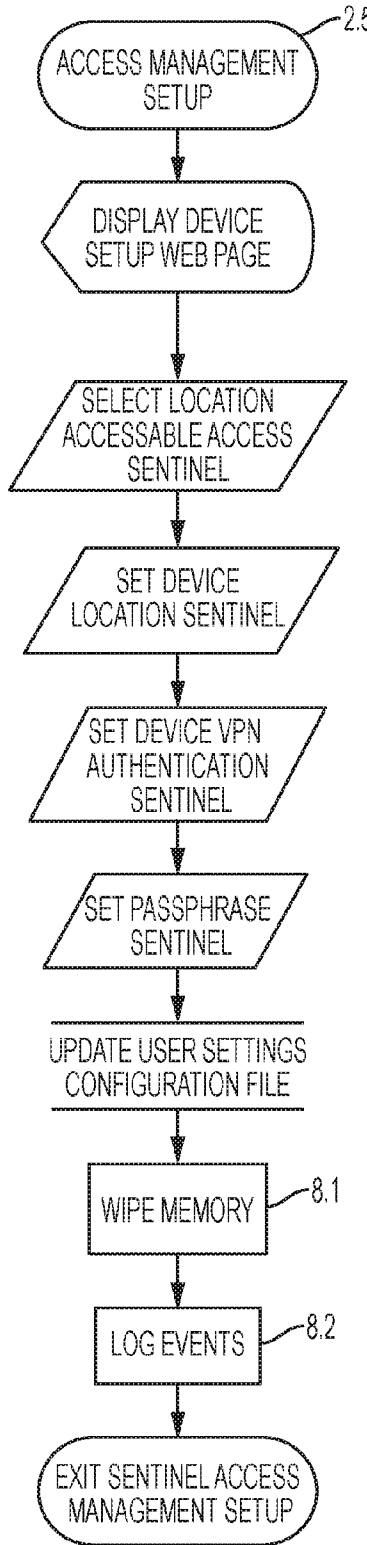 2.5
ACCESS MANAGEMENT
SETUP
DISPLAY DEVICE
SETUP WEB PAGE
SELECT LOCATION
ACCESSABLE ACCESS
SENTINEL
SET DEVICE
LOCATION SENTINEL
SET DEVICE VPN
AUTHENTICATION
SENTINEL
SET PASSPHRASE
SENTINEL
UPDATE USER SETTINGS
CONFIGURATION FILE
8.1
WIPE MEMORY
8.2
LOG EVENTS
EXIT SENTINEL ACCESS
MANAGEMENT SETUP